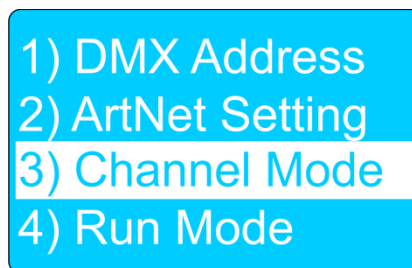 1) DMX Address
2) ArtNet Setting
3) Channel Mode
4) Run Mode